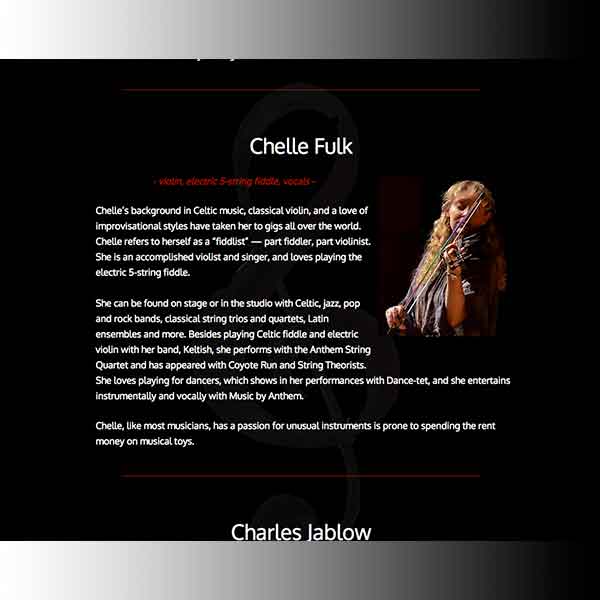 Chelle Fulk
- violin, electric 5-string fiddle, vocals -
Chelle's background in Celtic music, classical violin, and a love of
improvisational styles have taken her to gigs all over the world.
Chelle refers to herself as a "fiddlist" — part fiddler, part violinist.
She is an accomplished violist and singer, and loves playing the
electric 5-string fiddle.
She can be found on stage or in the studio with Celtic, jazz, pop
and rock bands, classical string trios and quartets, Latin
ensembles and more. Besides playing Celtic fiddle and electric
violin with her band, Keltish, she performs with the Anthem String
Quartet and has appeared with Coyote Run and String Theorists.
She loves playing for dancers, which shows in her performances with Dance-tet, and she entertains
instrumentally and vocally with Music by Anthem.
Chelle, like most musicians, has a passion for unusual instruments is prone to spending the rent
money on musical toys.
Charles Jablow